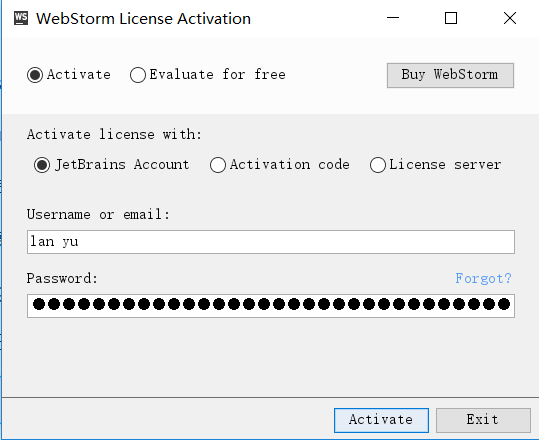 WS WebStorm License Activation
Activate Evaluate for free Buy WebStorm
Activate license with:
JetBrains Account Activation code License server
Username or email:
lan yu
Password: Forgot?
Activate Exit